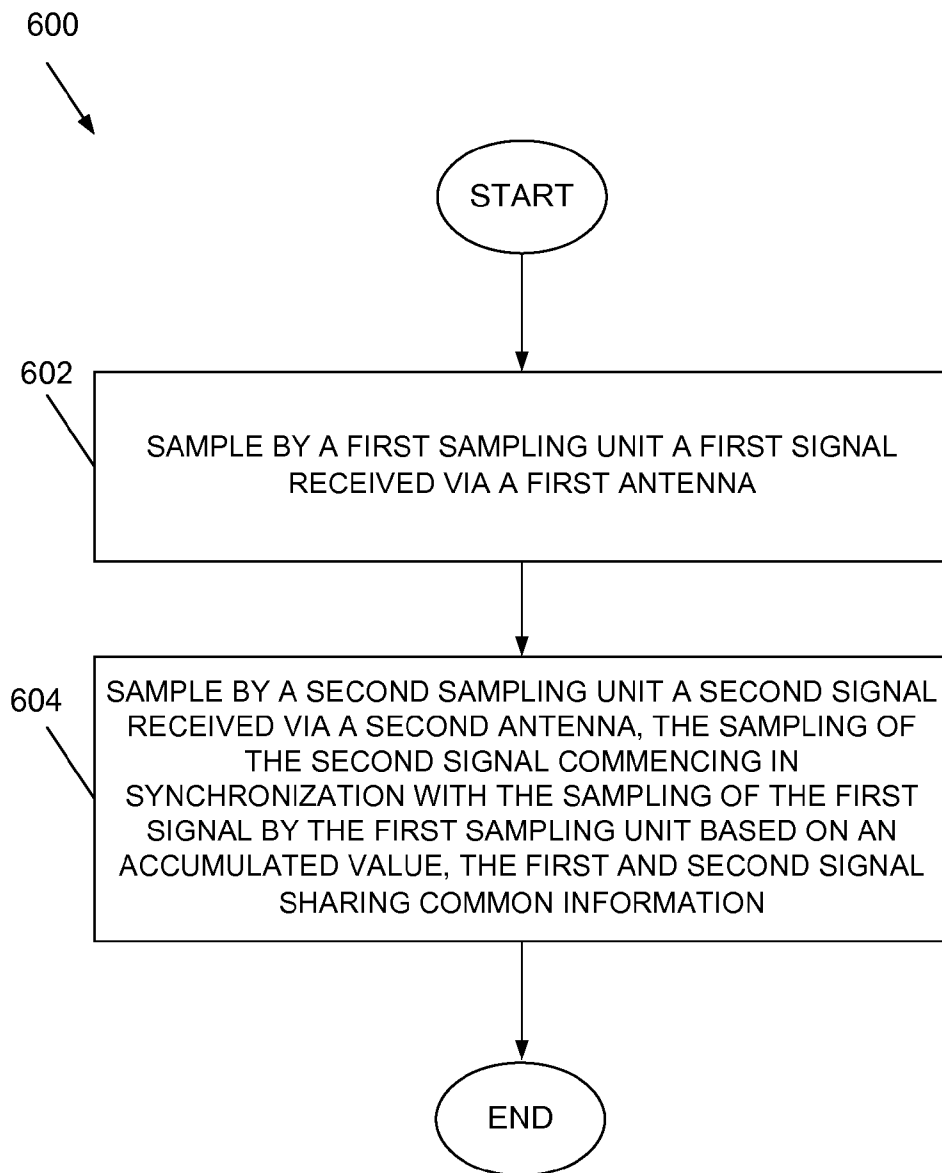 600
START
602
SAMPLE BY A FIRST SAMPLING UNIT A FIRST SIGNAL
RECEIVED VIA A FIRST ANTENNA
604
SAMPLE BY A SECOND SAMPLING UNIT A SECOND SIGNAL
RECEIVED VIA A SECOND ANTENNA, THE SAMPLING OF
THE SECOND SIGNAL COMMENCING IN
SYNCHRONIZATION WITH THE SAMPLING OF THE FIRST
SIGNAL BY THE FIRST SAMPLING UNIT BASED ON AN
ACCUMULATED VALUE, THE FIRST AND SECOND SIGNAL
SHARING COMMON INFORMATION
END